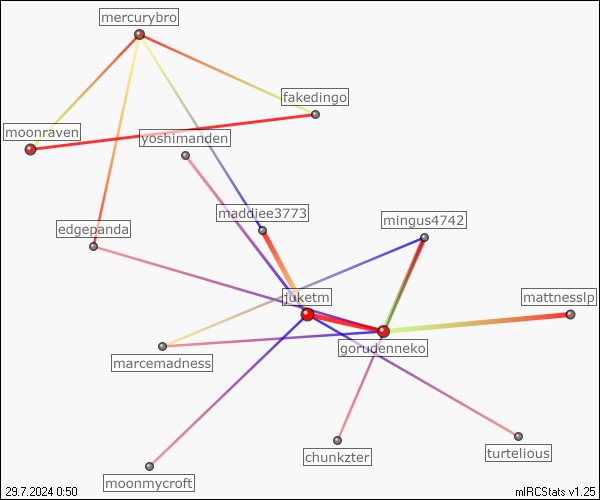 mercurybro
fakedingo
moonraven
yoshimanden
maddiee3773
mingus4742
edgepanda
juketm
mattnesslp
gorudenneko
marcemadness
chunkzter
turtelious
moonmycroft
29.7.2024 0:50
mIRCStats v1.25